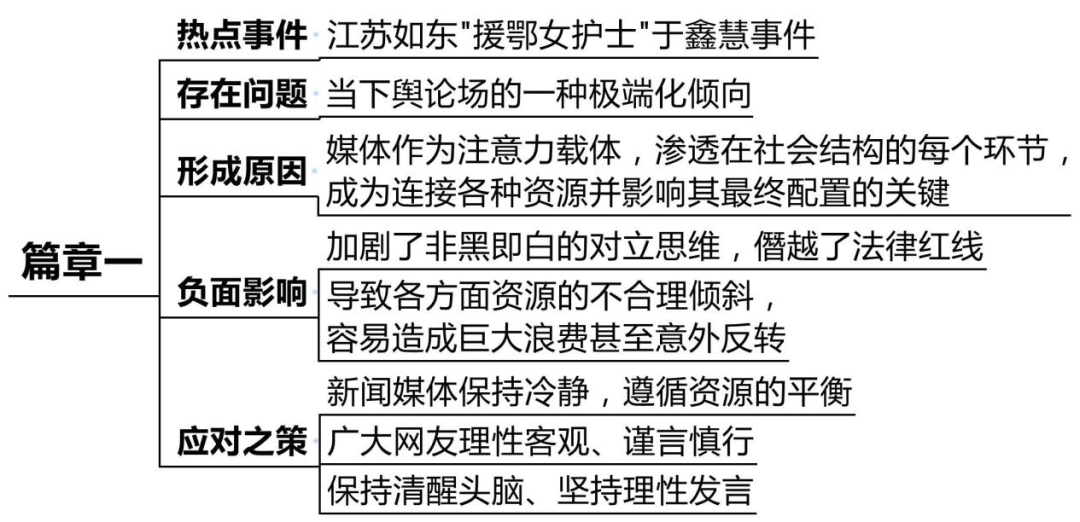 热点事件
江苏如东"援鄂女护士"于鑫慧事件
存在问题
当下舆论场的一种极端化倾向
形成原因
媒体作为注意力载体，渗透在社会结构的每个环节，
成为连接各种资源并影响其最终配置的关键
篇章一
负面影响
加剧了非黑即白的对立思维，僭越了法律红线
导致各方面资源的不合理倾斜，
容易造成巨大浪费甚至意外反转
应对之策
新闻媒体保持冷静，遵循资源的平衡
广大网友理性客观、谨言慎行
保持清醒头脑、坚持理性发言